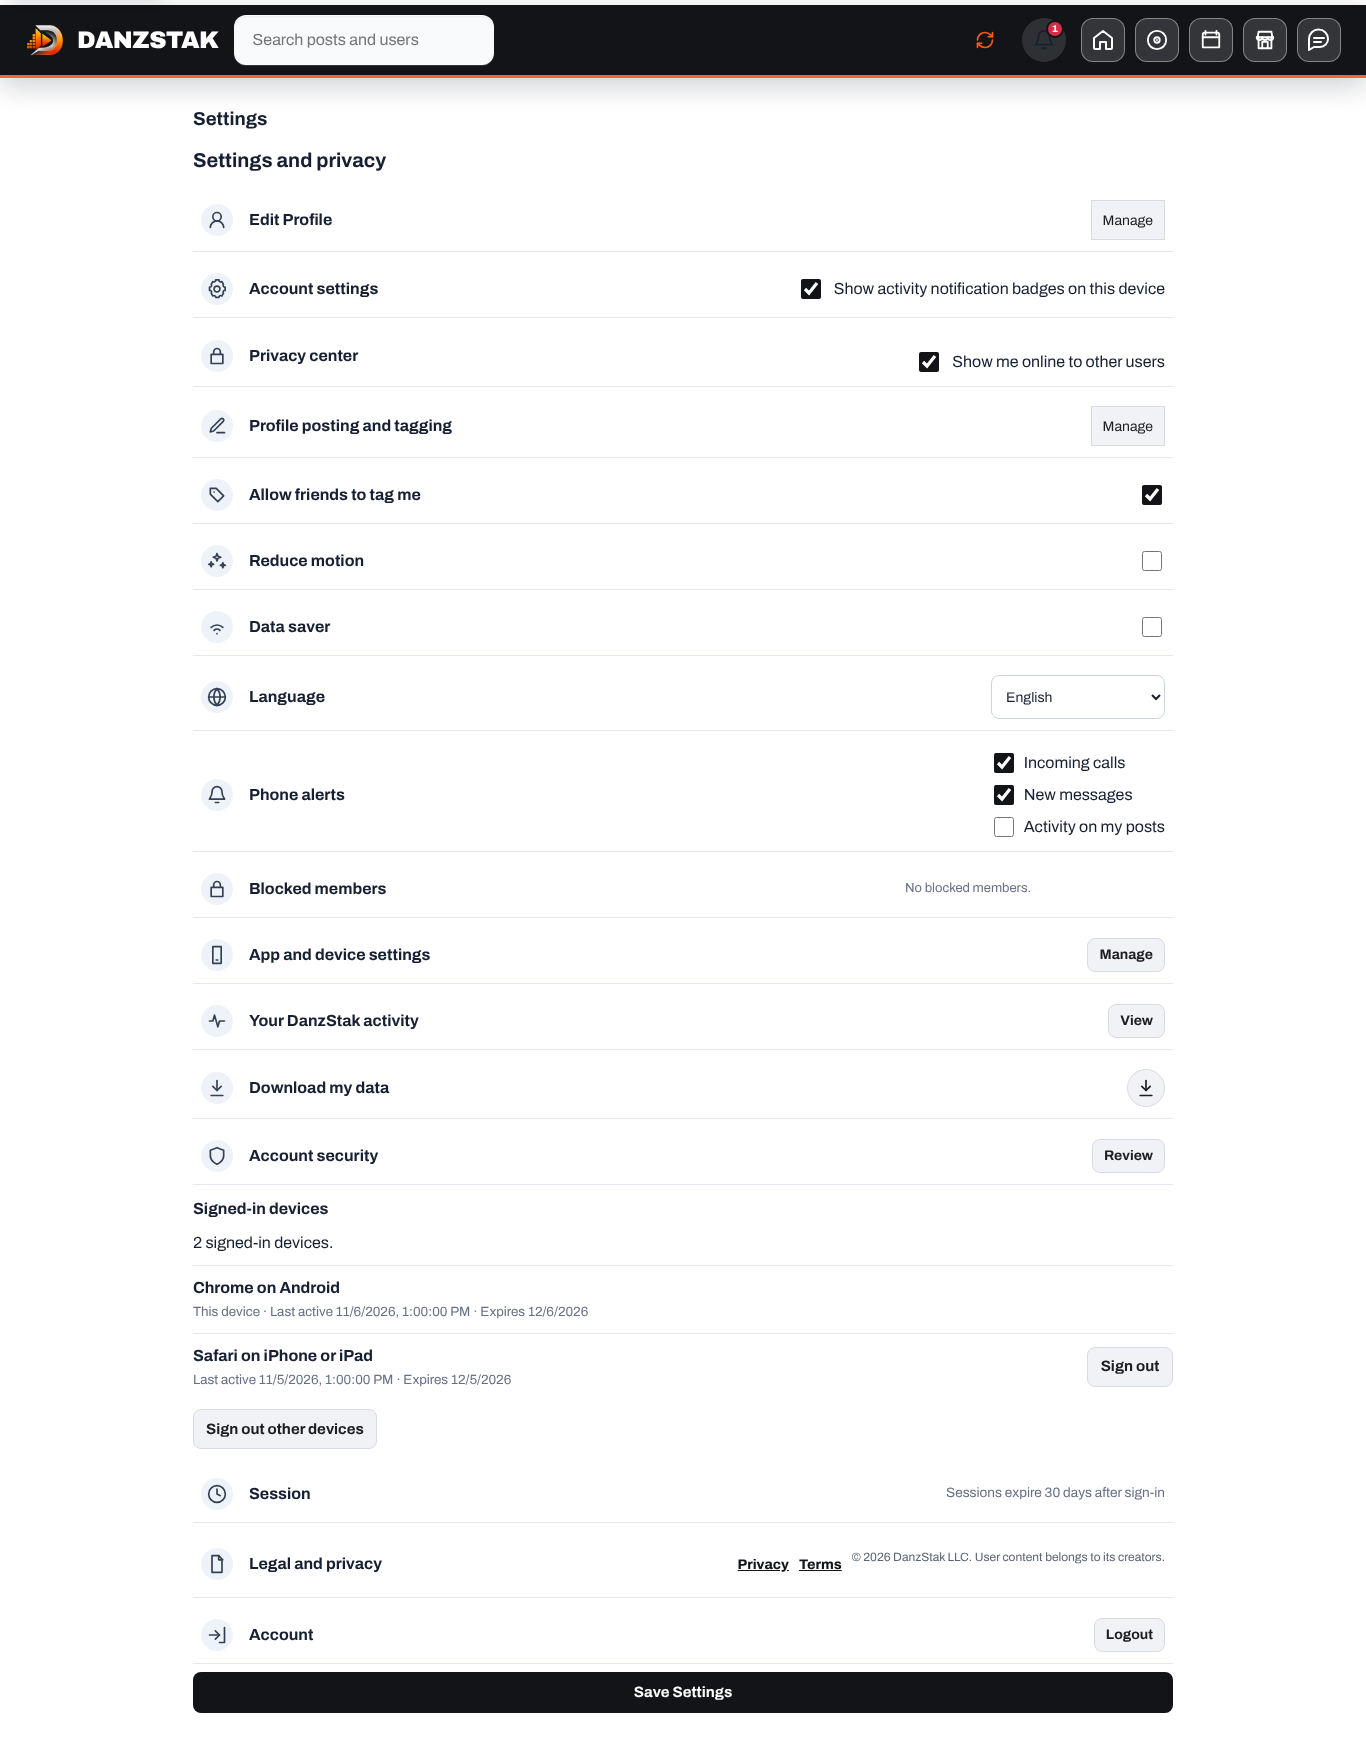 DANZSTAK
Search posts and users
1
Settings
Settings and privacy
Edit Profile
Manage
Account settings
Show activity notification badges on this device
Privacy center
Show me online to other users
Profile posting and tagging
Manage
Allow friends to tag me
Reduce motion
Data saver
Language
English
Phone alerts
Incoming calls
New messages
Activity on my posts
Blocked members
No blocked members.
App and device settings
Manage
Your DanzStak activity
View
Download my data
Account security
Review
Signed-in devices
2 signed-in devices.
Chrome on Android
This device · Last active 11/6/2026, 1:00:00 PM · Expires 12/6/2026
Safari on iPhone or iPad
Last active 11/5/2026, 1:00:00 PM · Expires 12/5/2026
Sign out
Sign out other devices
Session
Sessions expire 30 days after sign-in
Legal and privacy
Privacy Terms © 2026 DanzStak LLC. User content belongs to its creators.
Account
Logout
Save Settings